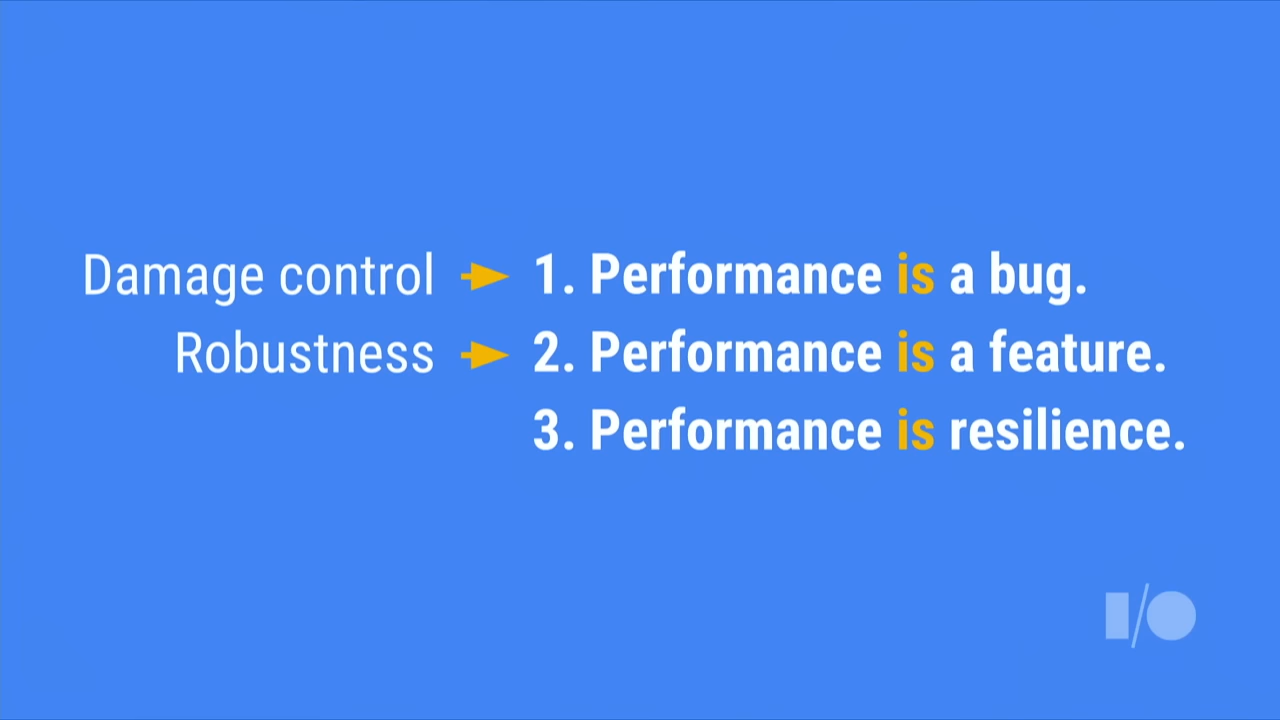 Damage control 1. Performance is a bug.
Robustness 2. Performance is a feature.
3. Performance is resilience.
I/O